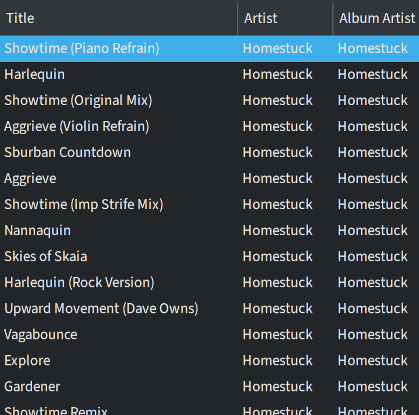 Title Artist Album Artist
Showtime (Piano Refrain) Homestuck Homestuck
Harlequin Homestuck Homestuck
Showtime (Original Mix) Homestuck Homestuck
Aggrieve (Violin Refrain) Homestuck Homestuck
Sburban Countdown Homestuck Homestuck
Aggrieve Homestuck Homestuck
Showtime (Imp Strife Mix) Homestuck Homestuck
Nannaquin Homestuck Homestuck
Skies of Skaia Homestuck Homestuck
Harlequin (Rock Version) Homestuck Homestuck
Upward Movement (Dave Owns) Homestuck Homestuck
Vagabounce Homestuck Homestuck
Explore Homestuck Homestuck
Gardener Homestuck Homestuck
Showtime Remix Homestuck Homestuck